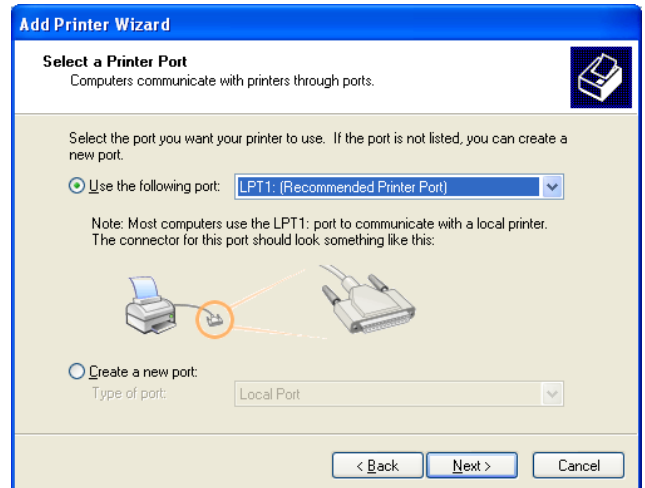 Add Printer Wizard
Select a Printer Port
Computers communicate with printers through ports.
Select the port you want your printer to use. If the port is not listed, you can create a
new port.
Use the following port: LPT1: (Recommended Printer Port)
Note: Most computers use the LPT1: port to communicate with a local printer.
The connector for this port should look something like this:
Create a new port:
Type of port: Local Port
< Back Next > Cancel